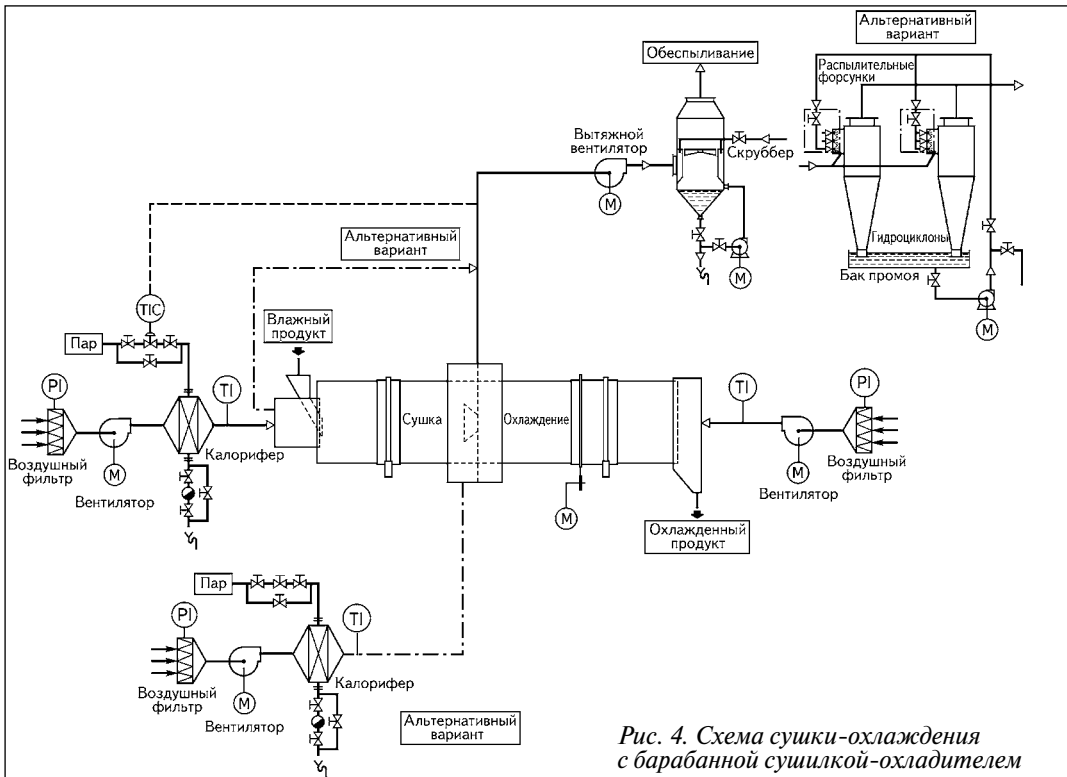 Альтернативный
вариант
Обеспыливание
Распылительные
форсунки
Вытяжной
вентилятор
Скруббер
М
М
Гидроциклоны
Бак промоя
М
Альтернативный
вариант
TIC
Пар
Влажный
продукт
PI
TI
Сушка
Охлаждение
TI
PI
Воздушный
фильтр
М
Вентилятор
Калорифер
М
М
Вентилятор
Воздушный
фильтр
Охлажденный
продукт
Пар
PI
TI
Воздушный
фильтр
М
Вентилятор
Калорифер
Альтернативный
вариант
Рис. 4. Схема сушки-охлаждения
с барабанной сушилкой-охладителем